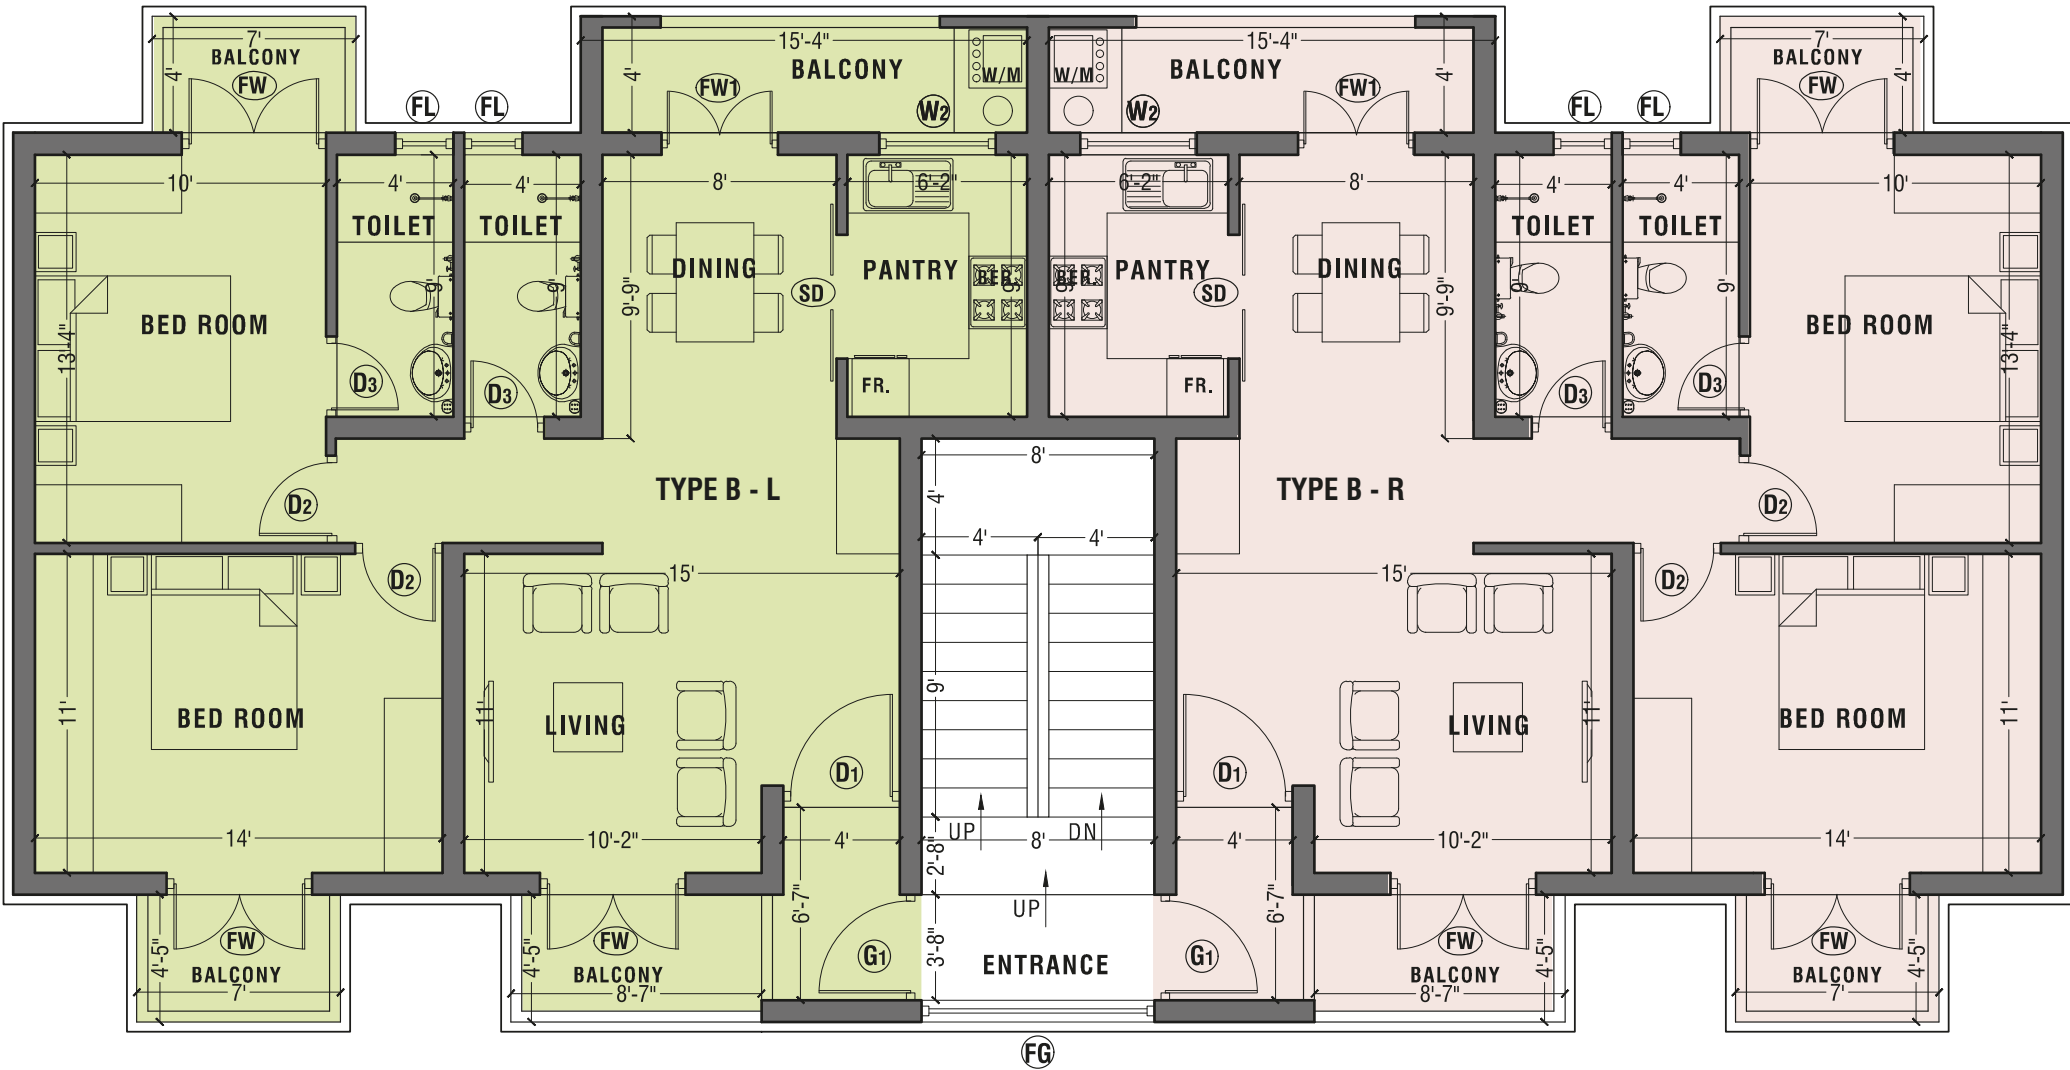 7' 15'-4" 15'-4" 7'
BALCONY BALCONY BALCONY BALCONY
4' FW 4' FW1 W/M W/M FW1 4' FW 4'
FL FL W2 W2 FL FL
10' 4' 4' 8' 6'-2" 6'-2" 8' 4' 4' 10'
TOILET TOILET TOILET TOILET
DINING PANTRY BER. BER. PANTRY DINING
9' 9' 9'-9" SD 9' 9' SD 9'-9" 9' 9'
BED ROOM BED ROOM
13'-4" 13'-4"
D3 D3 FR. FR. D3 D3
8'
TYPE B - L TYPE B - R
D2 4' D2
4' 4'
D2 15' 15' D2
11' BED ROOM 11' LIVING 9' LIVING 11' BED ROOM 11'
D1 D1
UP DN
14' 10'-2" 4' 8' 4' 10'-2" 14'
2'-8"
6'-7" UP 6'-7"
FW FW G1 G1 FW FW
4'-5" 4'-5" 3'-8" ENTRANCE 4'-5" 4'-5"
BALCONY BALCONY BALCONY BALCONY
7' 8'-7" 8'-7" 7'
FG